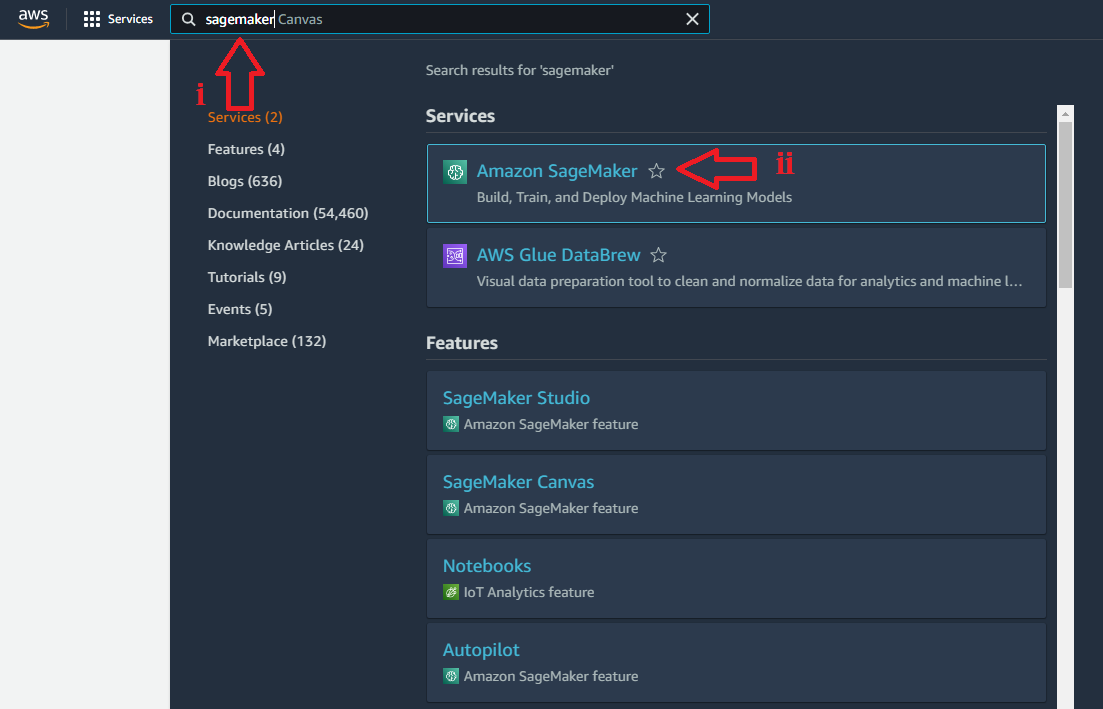 aws
Services
sagemaker Canvas
i
Services (2)
Features (4)
Blogs (636)
Documentation (54,460)
Knowledge Articles (24)
Tutorials (9)
Events (5)
Marketplace (132)
Search results for 'sagemaker'
Services
Amazon SageMaker
ii
Build, Train, and Deploy Machine Learning Models
AWS Glue DataBrew
Visual data preparation tool to clean and normalize data for analytics and machine l...
Features
SageMaker Studio
Amazon SageMaker feature
SageMaker Canvas
Amazon SageMaker feature
Notebooks
IoT Analytics feature
Autopilot
Amazon SageMaker feature